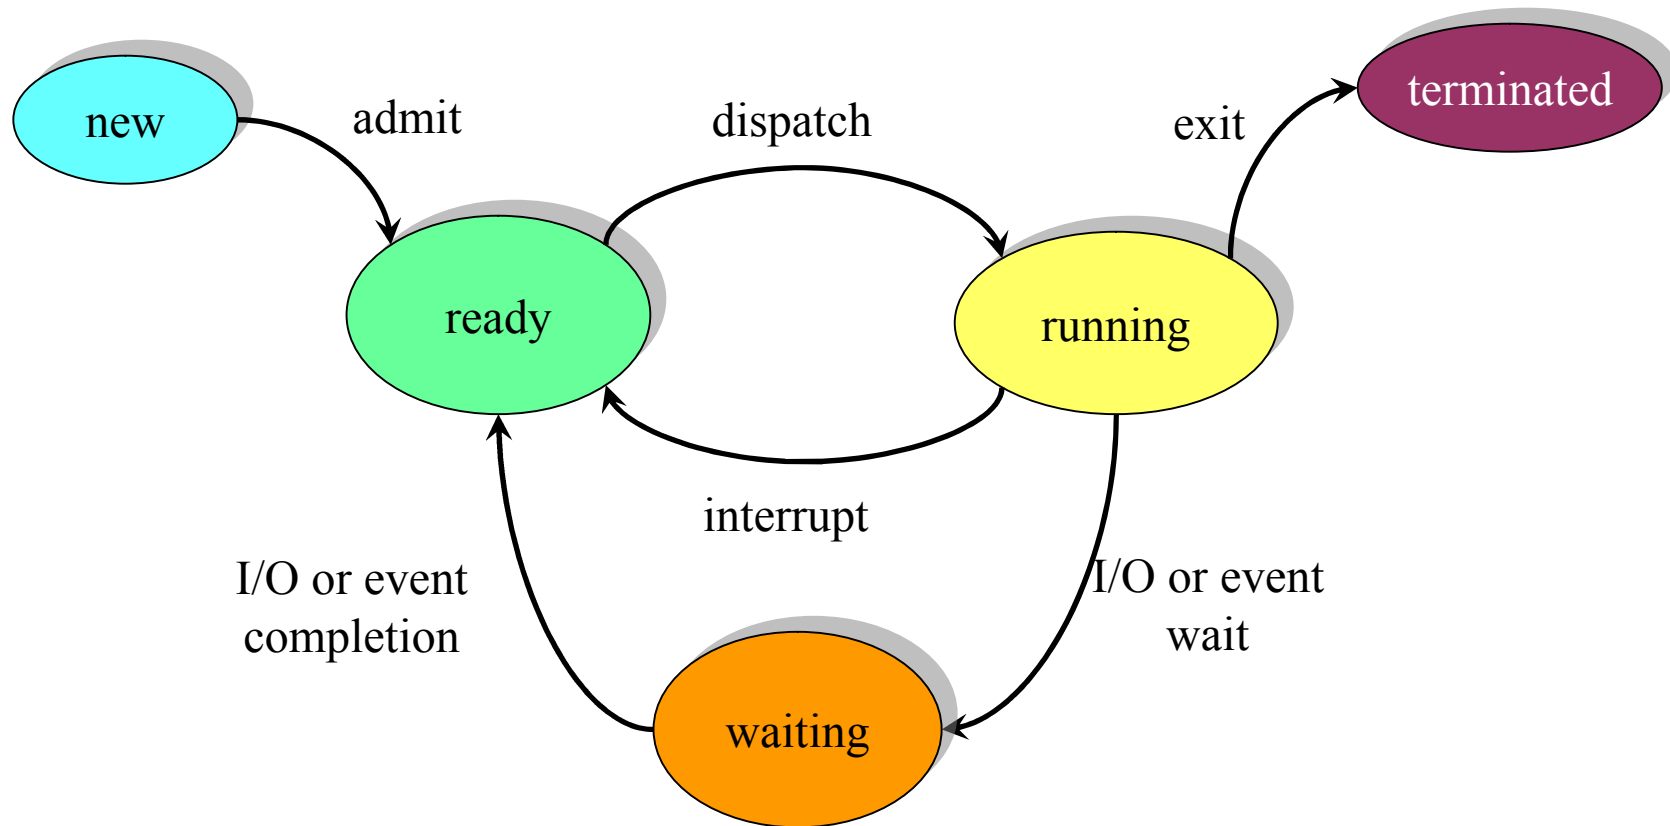 new
admit
dispatch
exit
terminated
ready
running
interrupt
I/O or event
completion
I/O or event
wait
waiting